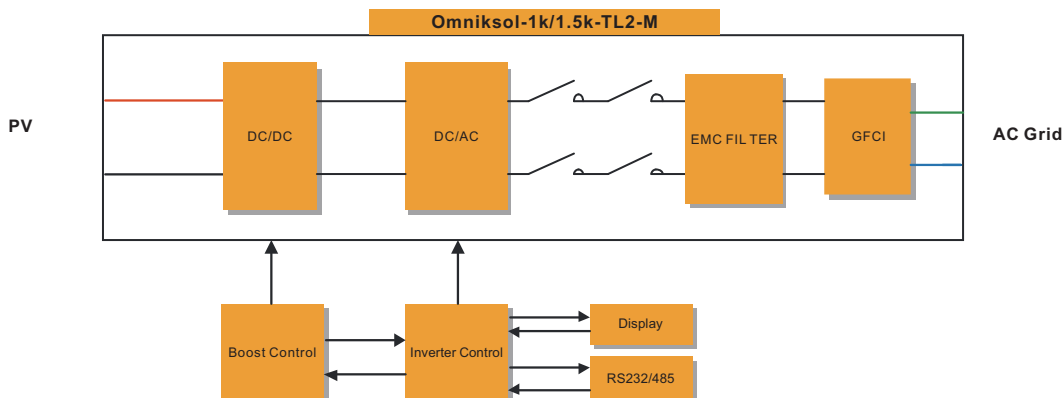 Omniksol-1k/1.5k-TL2-M
PV
DC/DC
DC/AC
EMC FIL TER
GFCI
AC Grid
Boost Control
Inverter Control
Display
RS232/485